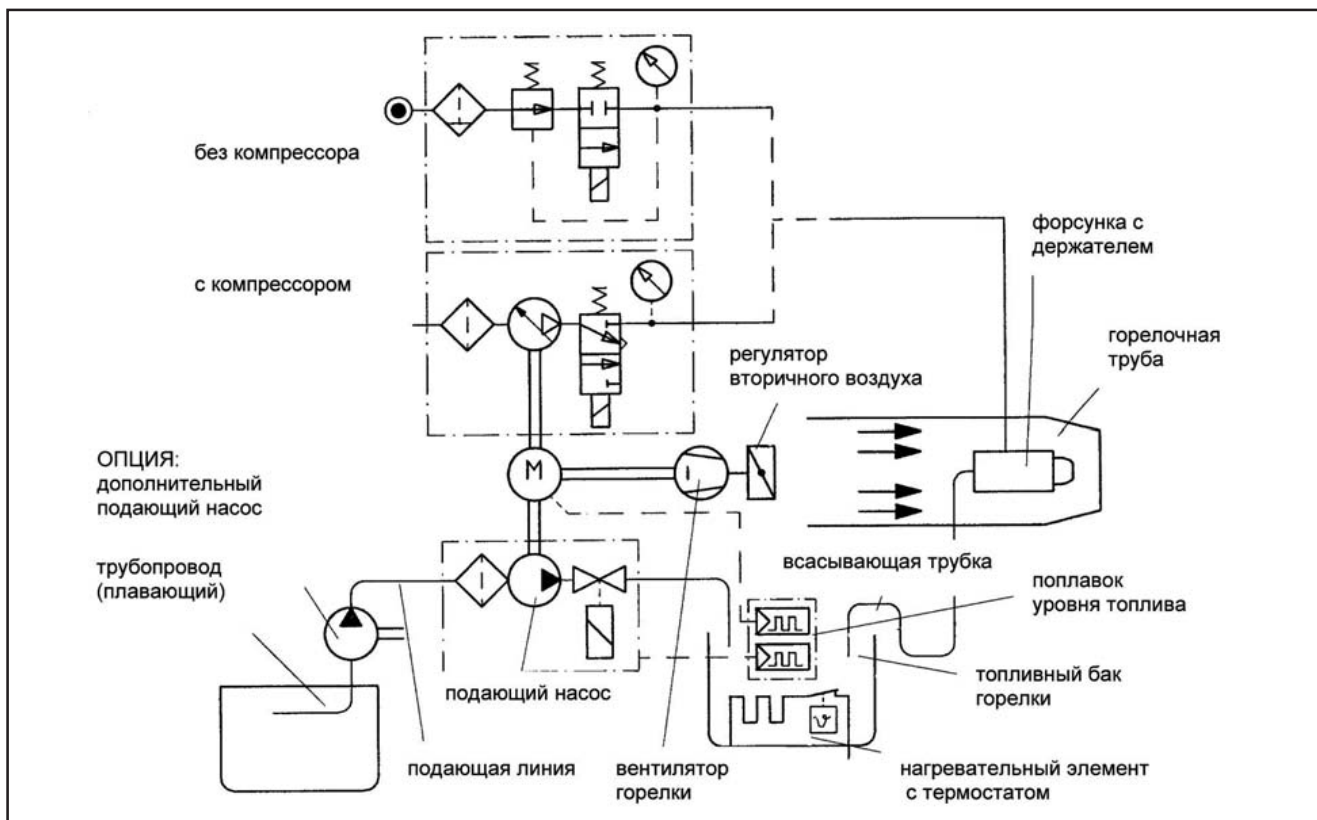 без компрессора
с компрессором
форсунка с
держателем
горелочная
труба
регулятор
вторичного воздуха
ОПЦИЯ:
дополнительный
подающий насос
M
трубопровод
(плавающий)
всасывающая трубка
поплавок
уровня топлива
топливный бак
горелки
подающий насос
подающая линия
вентилятор
горелки
нагревательный элемент
с термостатом
ϑ